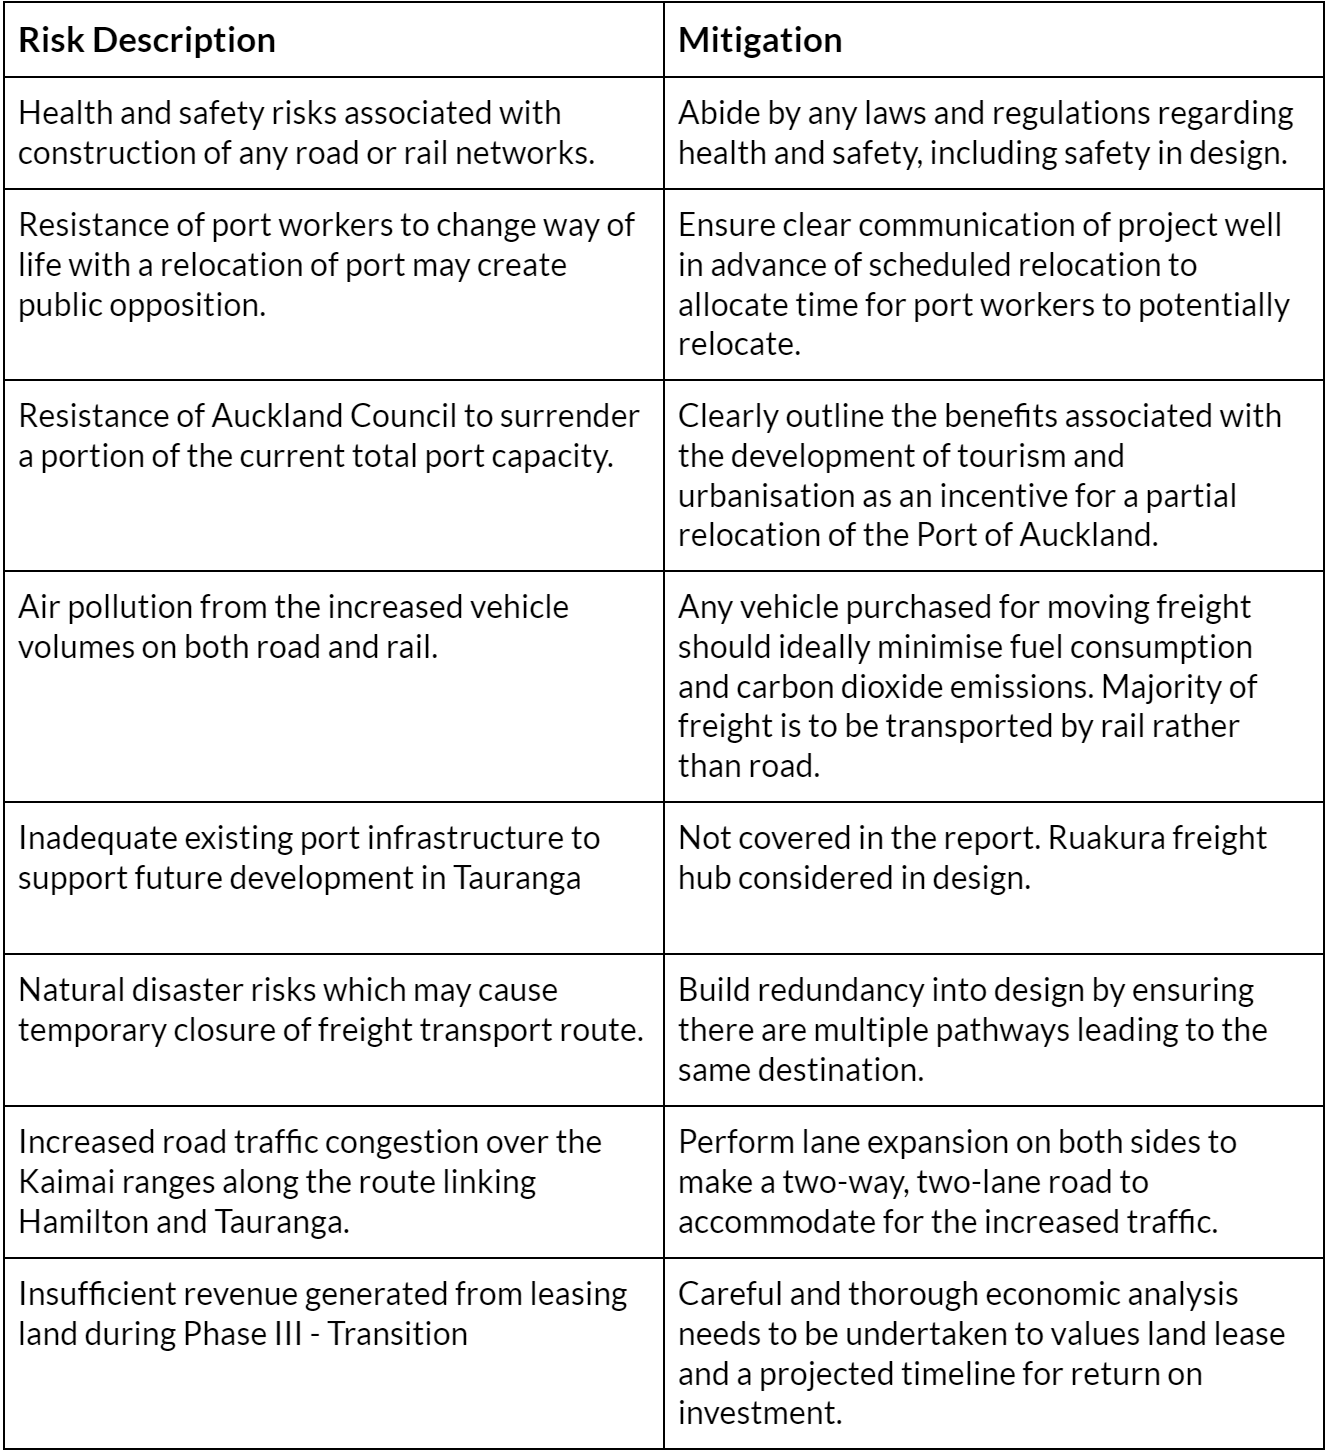 Risk Description
Mitigation
Health and safety risks associated with
construction of any road or rail networks.
Abide by any laws and regulations regarding
health and safety, including safety in design.
Resistance of port workers to change way of
life with a relocation of port may create
public opposition.
Ensure clear communication of project well
in advance of scheduled relocation to
allocate time for port workers to potentially
relocate.
Resistance of Auckland Council to surrender
a portion of the current total port capacity.
Clearly outline the benefits associated with
the development of tourism and
urbanisation as an incentive for a partial
relocation of the Port of Auckland.
Air pollution from the increased vehicle
volumes on both road and rail.
Any vehicle purchased for moving freight
should ideally minimise fuel consumption
and carbon dioxide emissions. Majority of
freight is to be transported by rail rather
than road.
Inadequate existing port infrastructure to
support future development in Tauranga
Not covered in the report. Ruakura freight
hub considered in design.
Natural disaster risks which may cause
temporary closure of freight transport route.
Build redundancy into design by ensuring
there are multiple pathways leading to the
same destination.
Increased road traffic congestion over the
Kaimai ranges along the route linking
Hamilton and Tauranga.
Perform lane expansion on both sides to
make a two-way, two-lane road to
accommodate for the increased traffic.
Insufficient revenue generated from leasing
land during Phase III - Transition
Careful and thorough economic analysis
needs to be undertaken to values land lease
and a projected timeline for return on
investment.